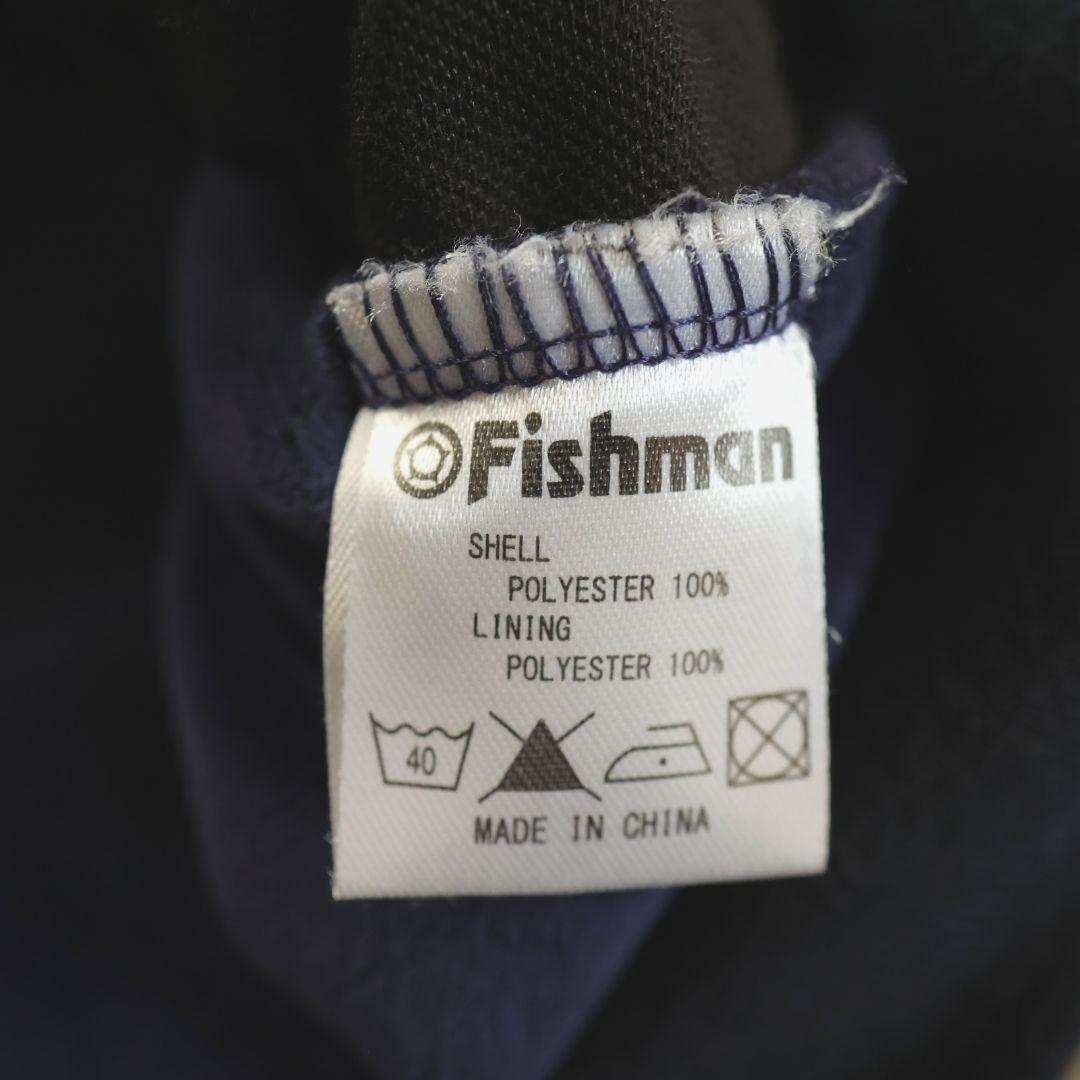 Fishman
SHELL
POLYESTER 100%
LINING
POLYESTER 100%
40
MADE IN CHINA